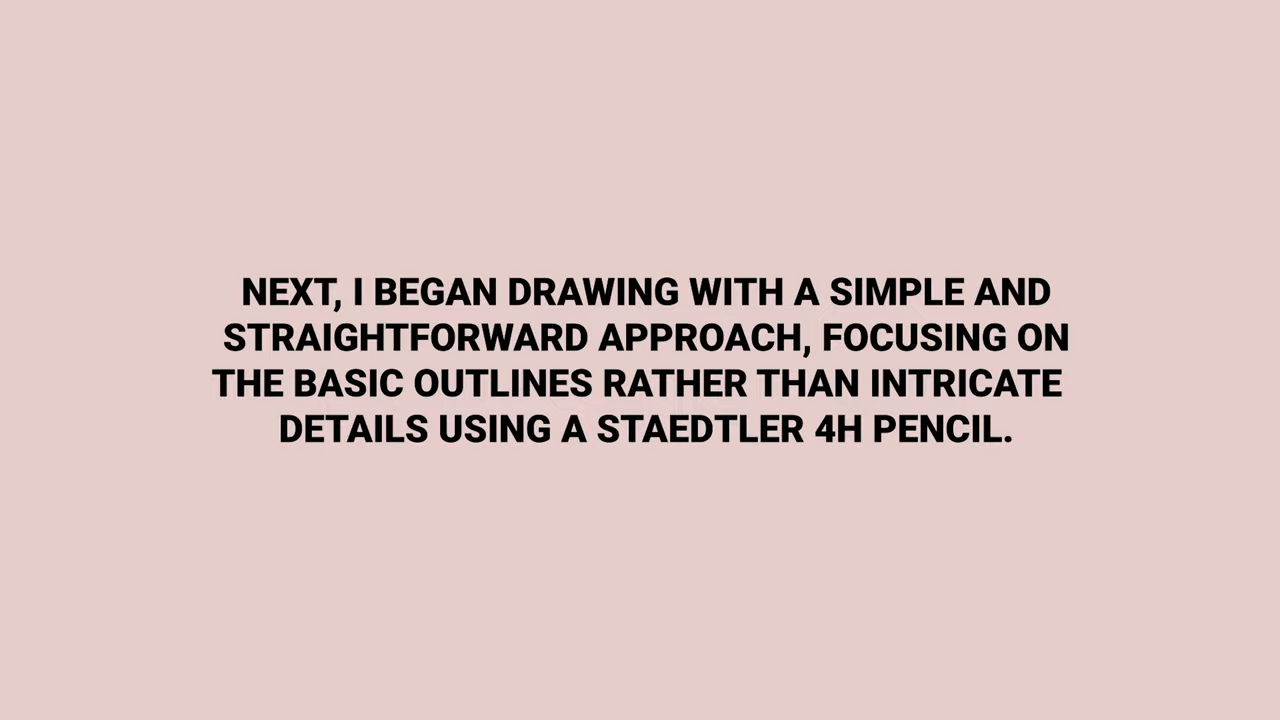 NEXT, I BEGAN DRAWING WITH A SIMPLE AND
STRAIGHTFORWARD APPROACH, FOCUSING ON
THE BASIC OUTLINES RATHER THAN INTRICATE
DETAILS USING A STAEDTLER 4H PENCIL.